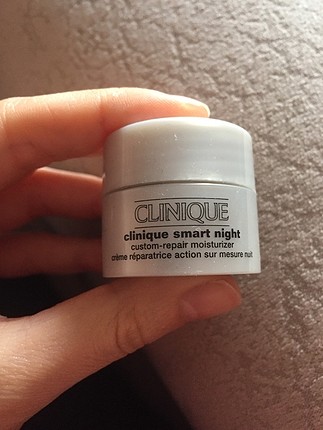 CLINIQUE
clinique smart night
custom-repair moisturizer
crème réparatrice action sur mesure nuit